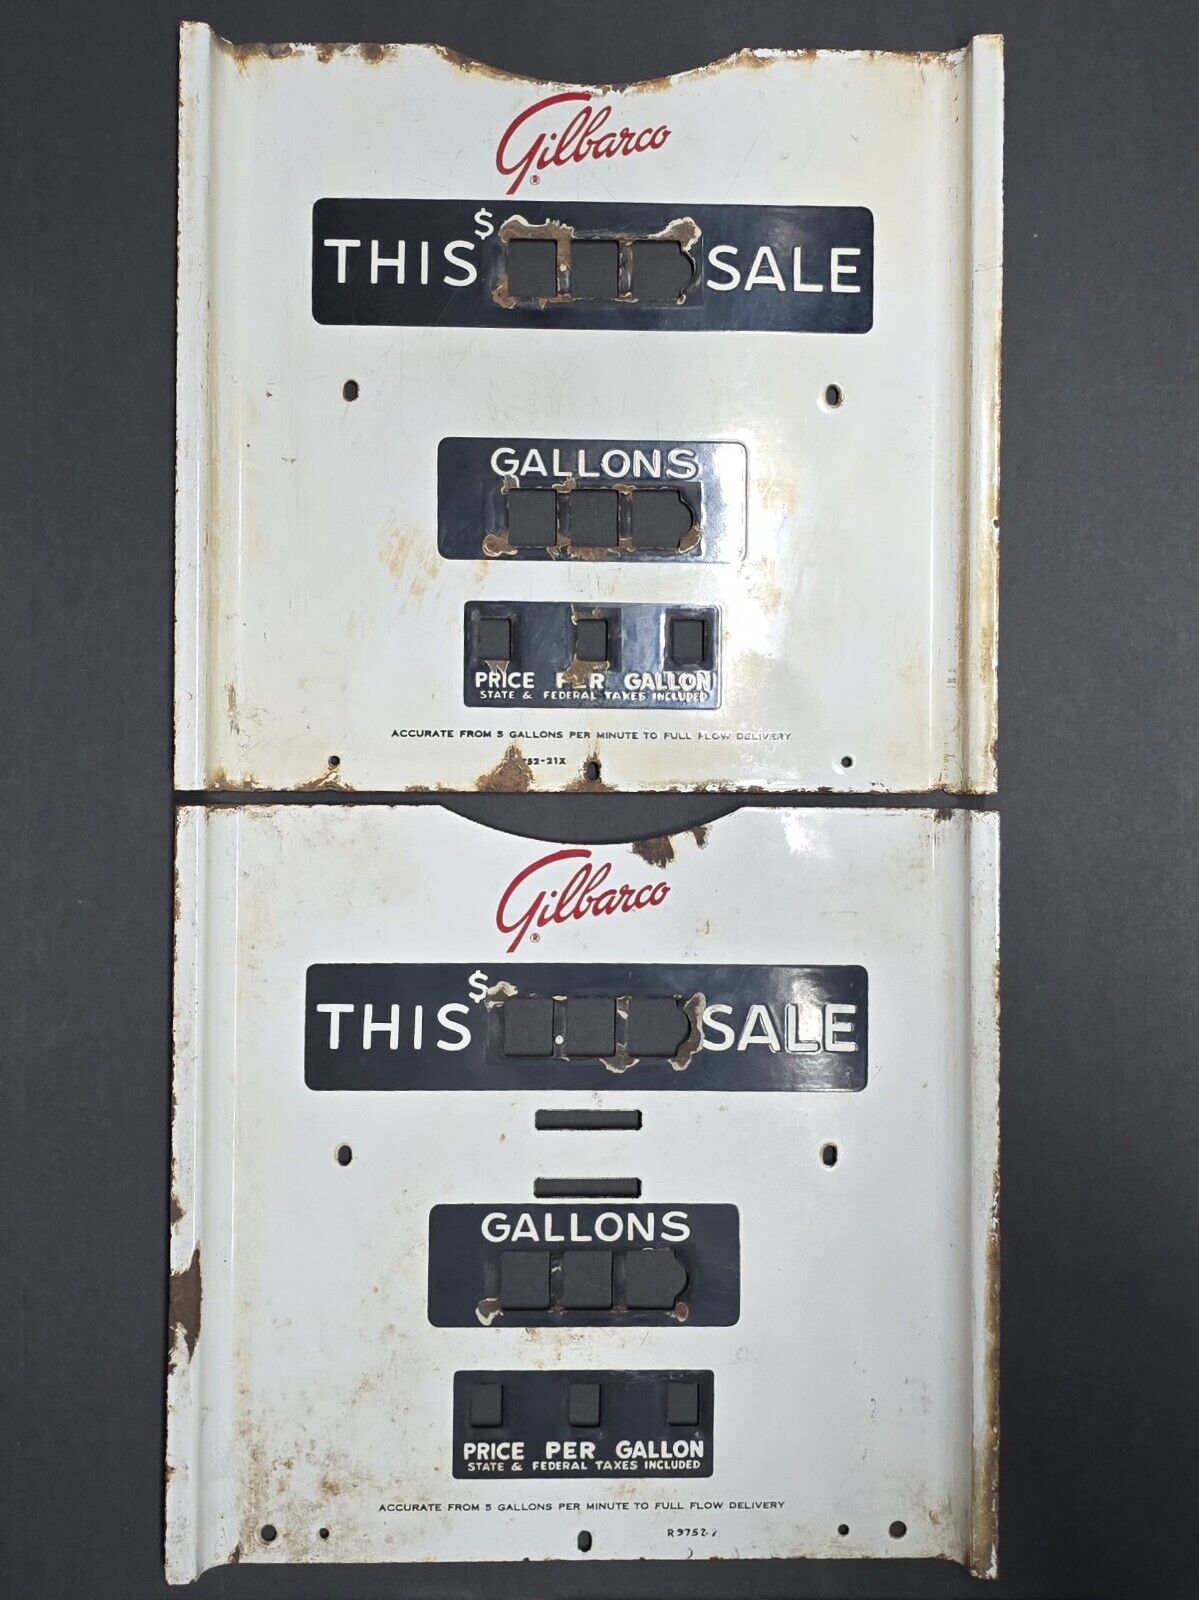 Gilbarco
®
THIS $ SALE
GALLONS
PRICE PER GALLON
STATE & FEDERAL TAXES INCLUDED
ACCURATE FROM 5 GALLONS PER MINUTE TO FULL FLOW DELIVERY
Gilbarco
®
THIS $ SALE
GALLONS
PRICE PER GALLON
STATE & FEDERAL TAXES INCLUDED
ACCURATE FROM 5 GALLONS PER MINUTE TO FULL FLOW DELIVERY